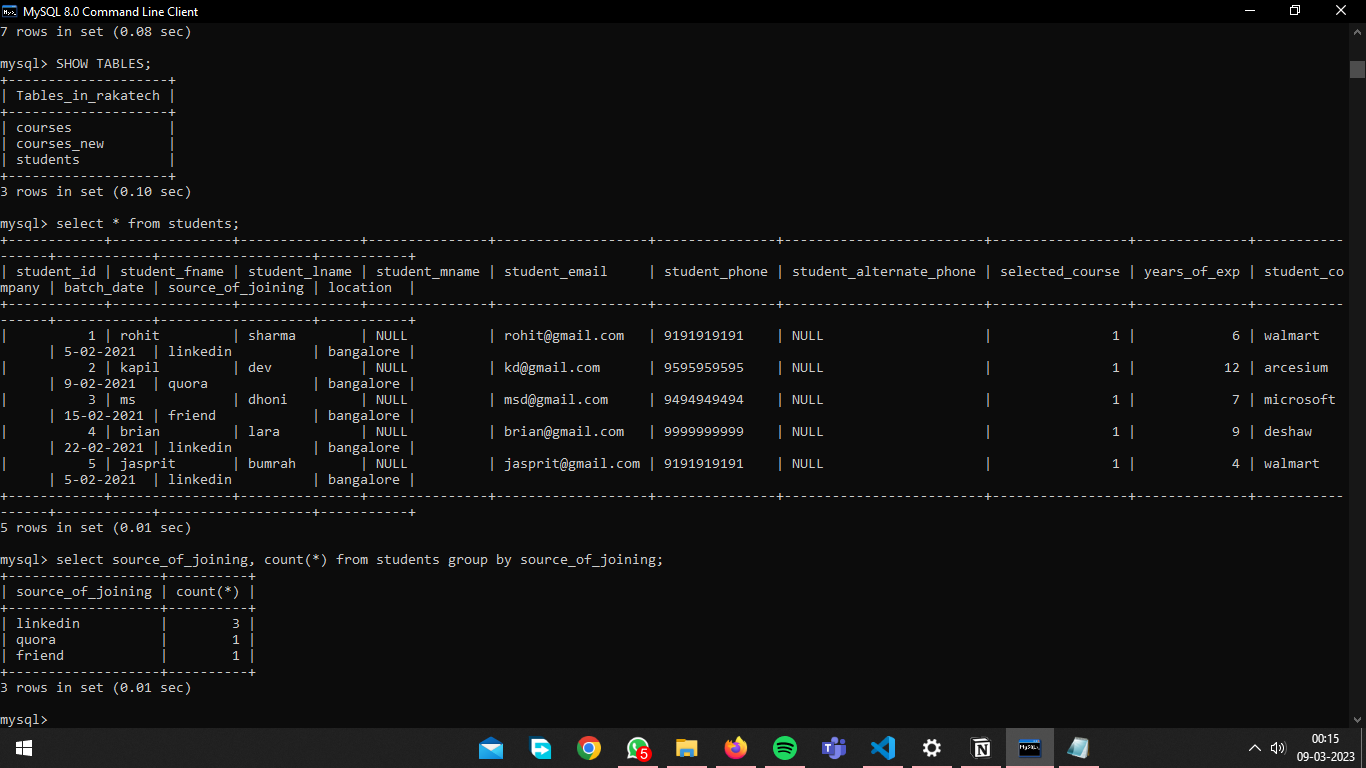 MySQL 8.0 Command Line Client
7 rows in set (0.08 sec)
mysql> SHOW TABLES;
+--------------------+
| Tables_in_rakatech |
+--------------------+
| courses            |
| courses_new        |
| students           |
+--------------------+
3 rows in set (0.10 sec)
mysql> select * from students;
+------------+---------------+---------------+---------------+-------------------+---------------+-------------------------+-----------------+--------------+-----------
------+------------+-------------------+-----------+
| student_id | student_fname | student_lname | student_mname | student_email     | student_phone | student_alternate_phone | selected_course | years_of_exp | student_co
mpany | batch_date | source_of_joining | location  |
+------------+---------------+---------------+---------------+-------------------+---------------+-------------------------+-----------------+--------------+-----------
------+------------+-------------------+-----------+
|          1 | rohit         | sharma        | NULL          | rohit@gmail.com   | 9191919191    | NULL                    |               1 |            6 | walmart
      | 5-02-2021  | linkedin          | bangalore |
|          2 | kapil         | dev           | NULL          | kd@gmail.com      | 9595959595    | NULL                    |               1 |           12 | arcesium
      | 9-02-2021  | quora             | bangalore |
|          3 | ms            | dhoni         | NULL          | msd@gmail.com     | 9494949494    | NULL                    |               1 |            7 | microsoft
      | 15-02-2021 | friend            | bangalore |
|          4 | brian         | lara          | NULL          | brian@gmail.com   | 9999999999    | NULL                    |               1 |            9 | deshaw
      | 22-02-2021 | linkedin          | bangalore |
|          5 | jasprit       | bumrah        | NULL          | jasprit@gmail.com | 9191919191    | NULL                    |               1 |            4 | walmart
      | 5-02-2021  | linkedin          | bangalore |
+------------+---------------+---------------+---------------+-------------------+---------------+-------------------------+-----------------+--------------+-----------
------+------------+-------------------+-----------+
5 rows in set (0.01 sec)
mysql> select source_of_joining, count(*) from students group by source_of_joining;
+-------------------+----------+
| source_of_joining | count(*) |
+-------------------+----------+
| linkedin          |        3 |
| quora             |        1 |
| friend            |        1 |
+-------------------+----------+
3 rows in set (0.01 sec)
mysql>
5
MySQL
00:15
09-03-2023